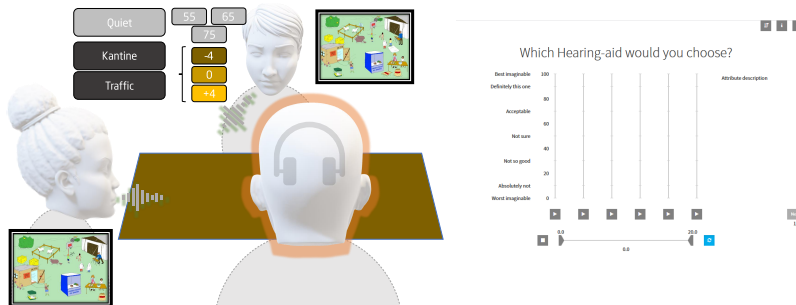 Quiet
55 65
75
Kantine
Traffic
-4
0
+4
Which Hearing-aid would you choose?
Attribute description
Best imaginable
100
Definitely this one
80
Acceptable
60
Not sure
40
Not so good
20
Absolutely not
Worst imaginable
0
0.0
20.0
0.0